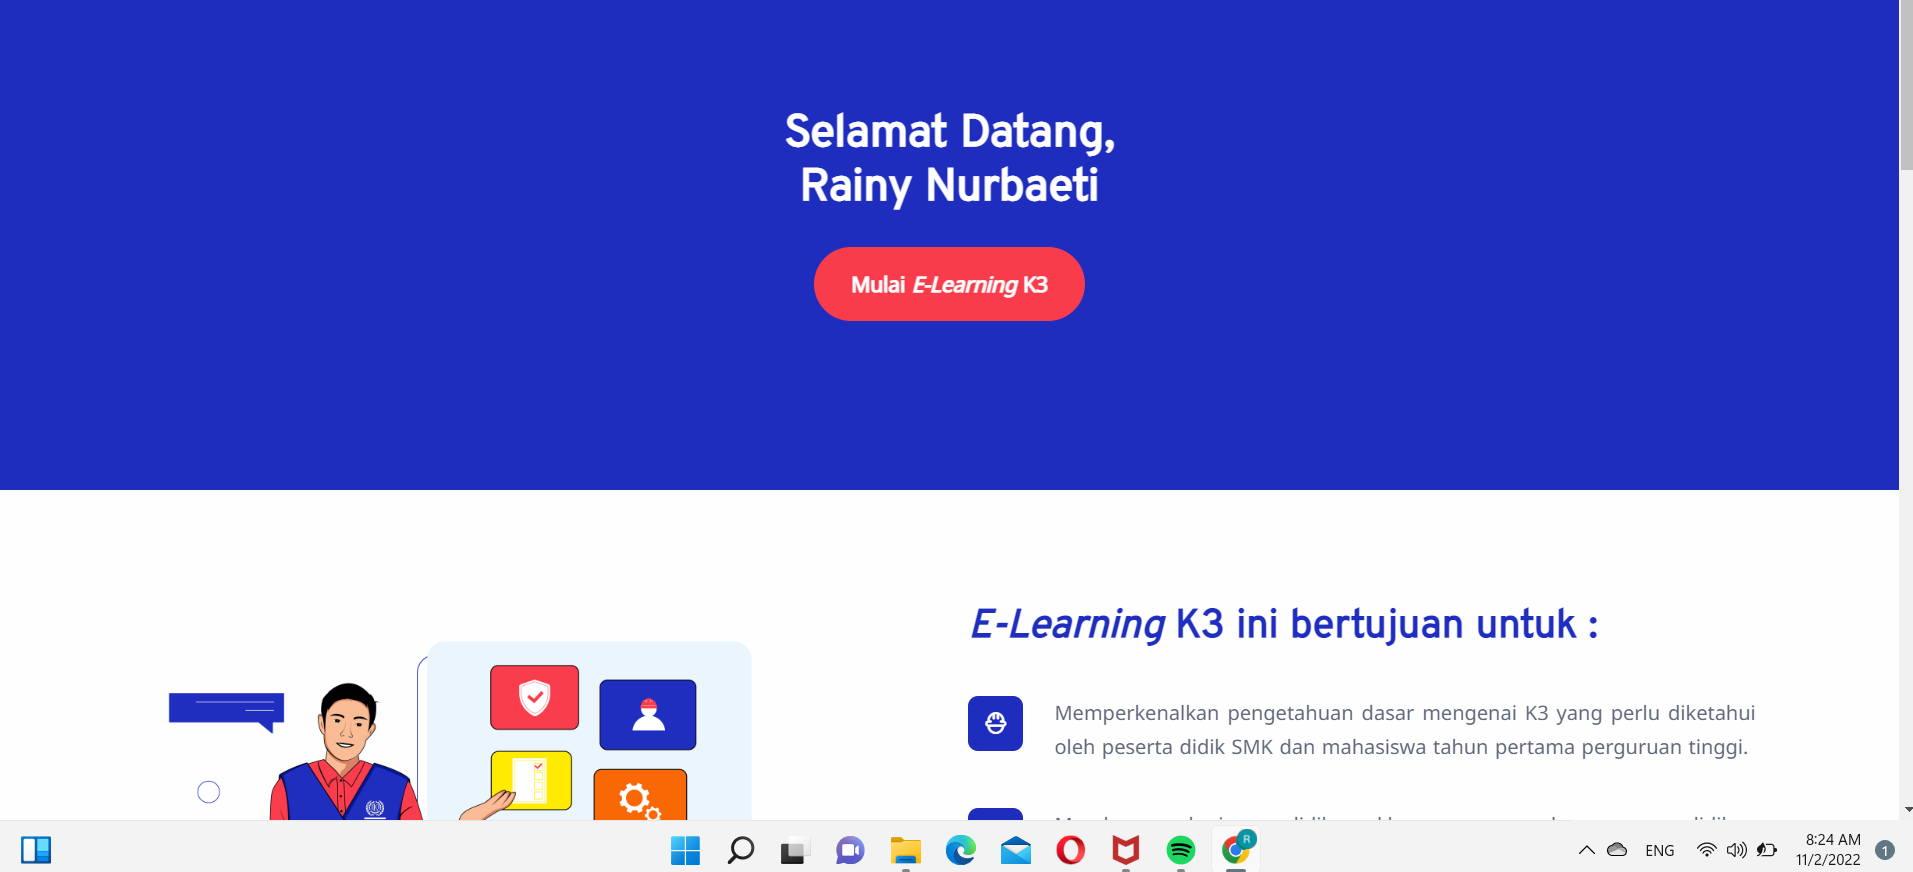 Selamat Datang,
Rainy Nurbaeti
Mulai E-Learning K3
E-Learning K3 ini bertujuan untuk :
Memperkenalkan pengetahuan dasar mengenai K3 yang perlu diketahui
oleh peserta didik SMK dan mahasiswa tahun pertama perguruan tinggi.
R
ENG
8:24 AM
11/2/2022
1